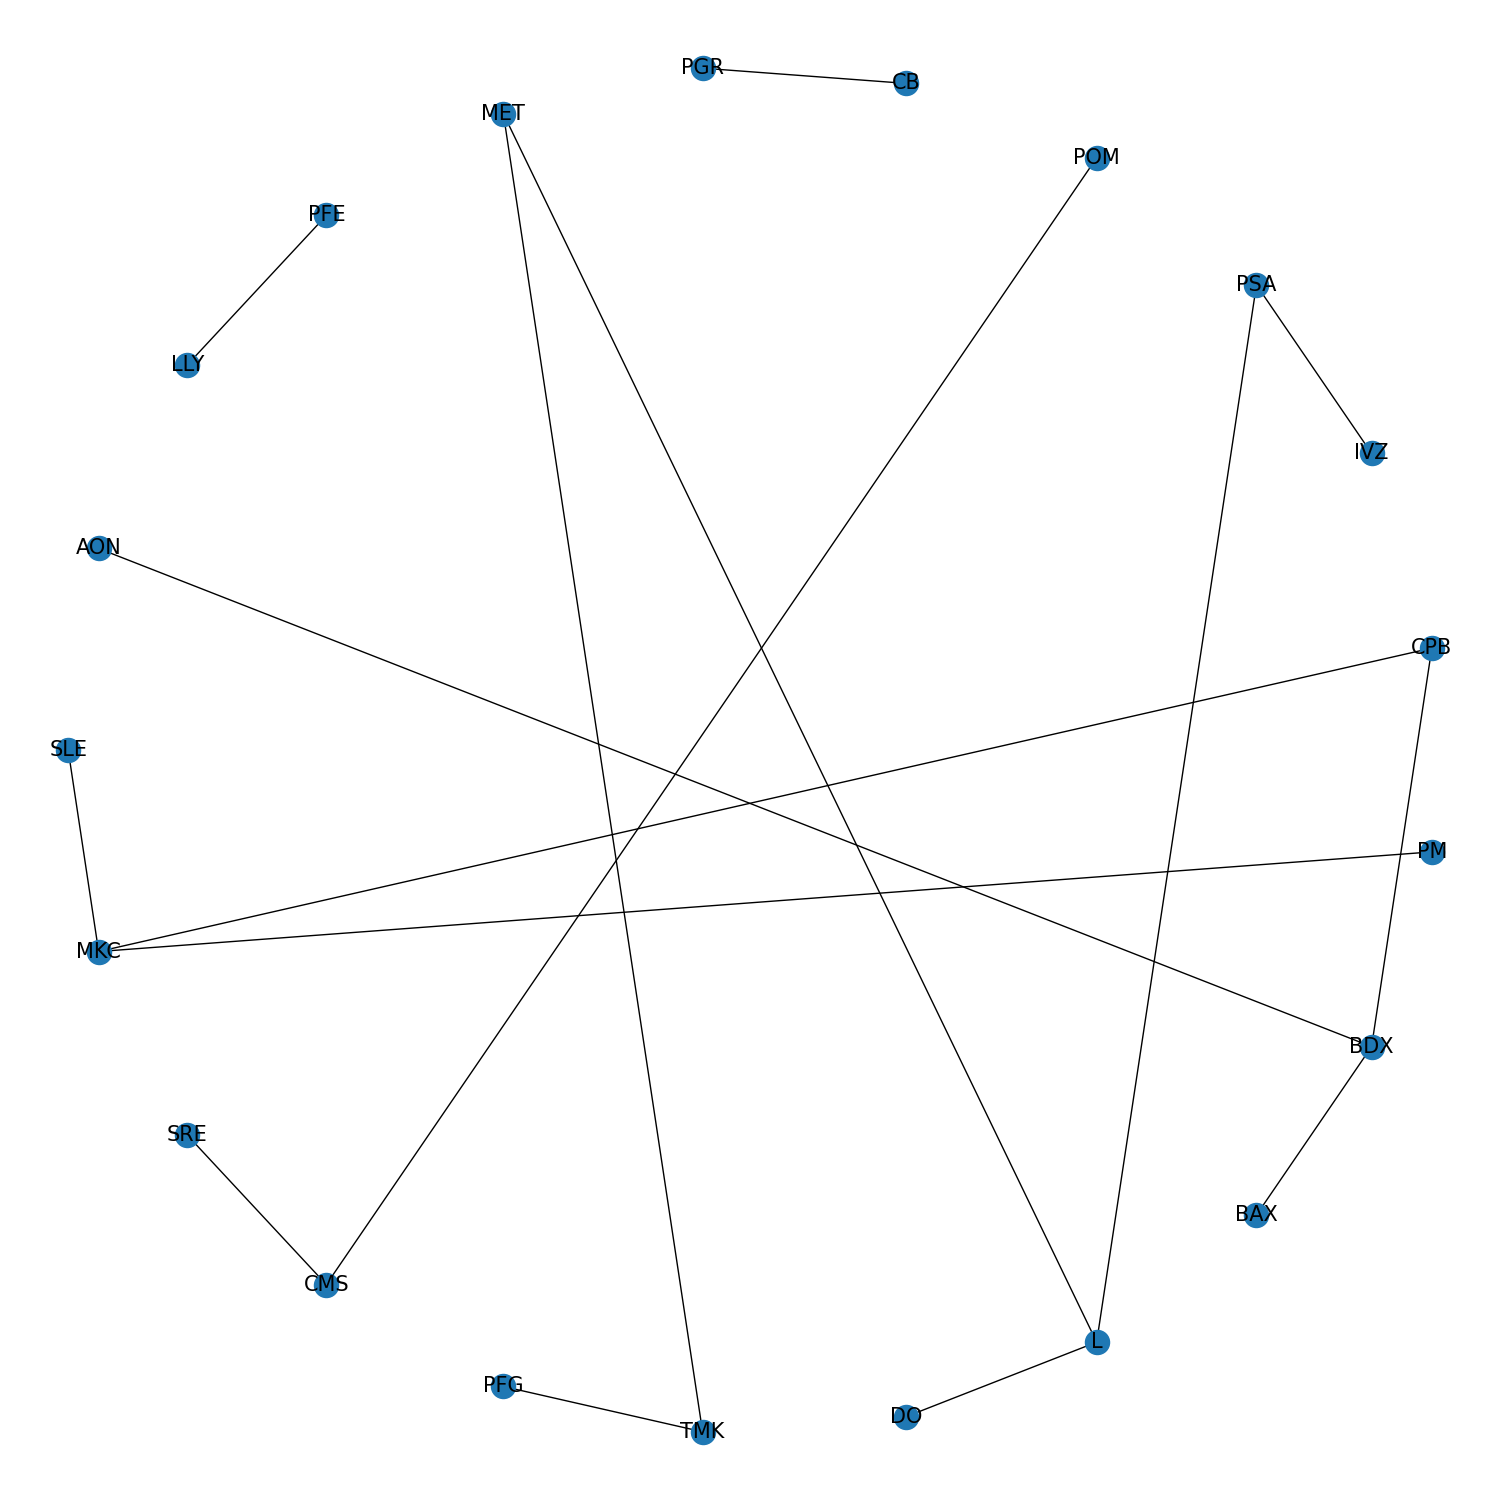 PGR
CB
MET
POM
PFE
PSA
LLY
IVZ
AON
CPB
SLE
PM
MKC
BDX
SRE
BAX
CMS
L
PFG
DO
TMK